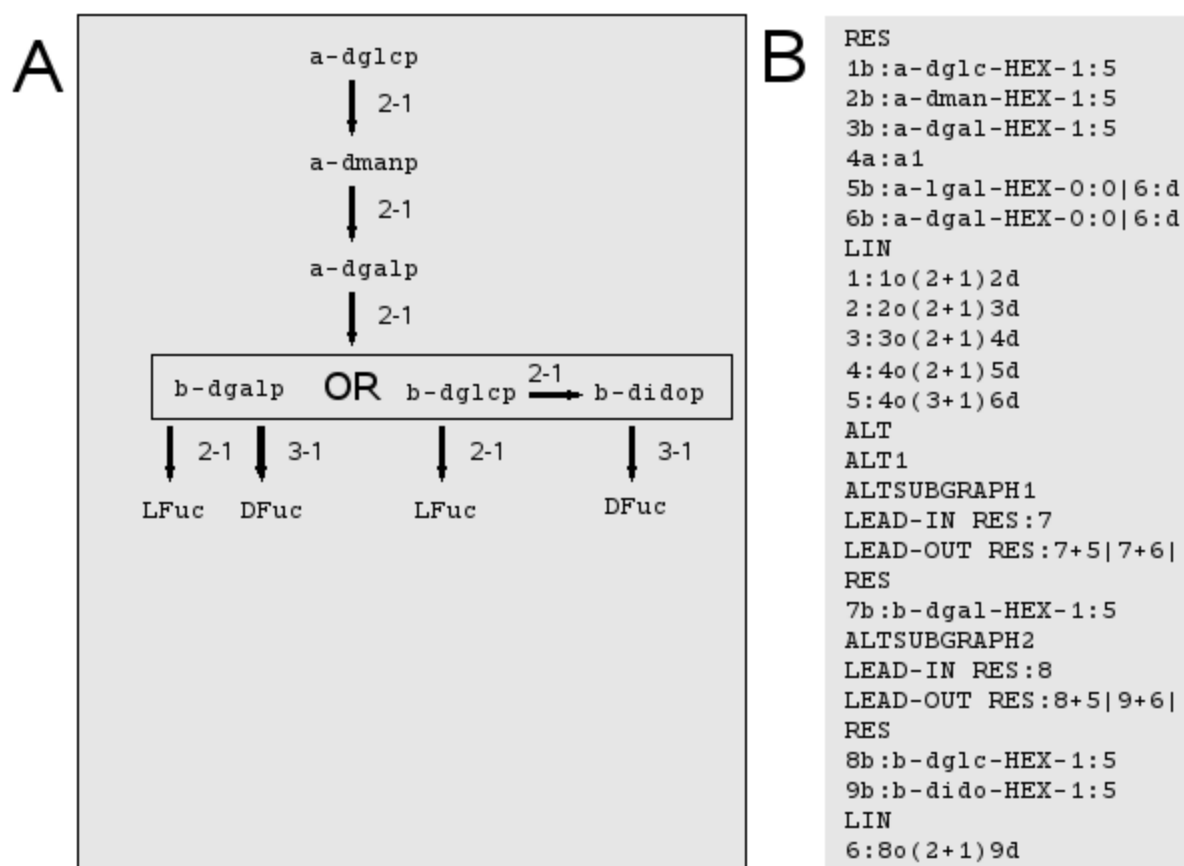 A
a-dglcp
2-1
a-dmanp
2-1
a-dgalp
2-1
b-dgalp OR b-dglcp 2-1 b-didop
2-1 3-1 2-1 3-1
LFuc DFuc LFuc DFuc
B
RES
1b:a-dglc-HEX-1:5
2b:a-dman-HEX-1:5
3b:a-dgal-HEX-1:5
4a:a1
5b:a-lgal-HEX-0:0|6:d
6b:a-dgal-HEX-0:0|6:d
LIN
1:1o(2+1)2d
2:2o(2+1)3d
3:3o(2+1)4d
4:4o(2+1)5d
5:4o(3+1)6d
ALT
ALT1
ALTSUBGRAPH1
LEAD-IN RES:7
LEAD-OUT RES:7+5|7+6|
RES
7b:b-dgal-HEX-1:5
ALTSUBGRAPH2
LEAD-IN RES:8
LEAD-OUT RES:8+5|9+6|
RES
8b:b-dglc-HEX-1:5
9b:b-dido-HEX-1:5
LIN
6:8o(2+1)9d